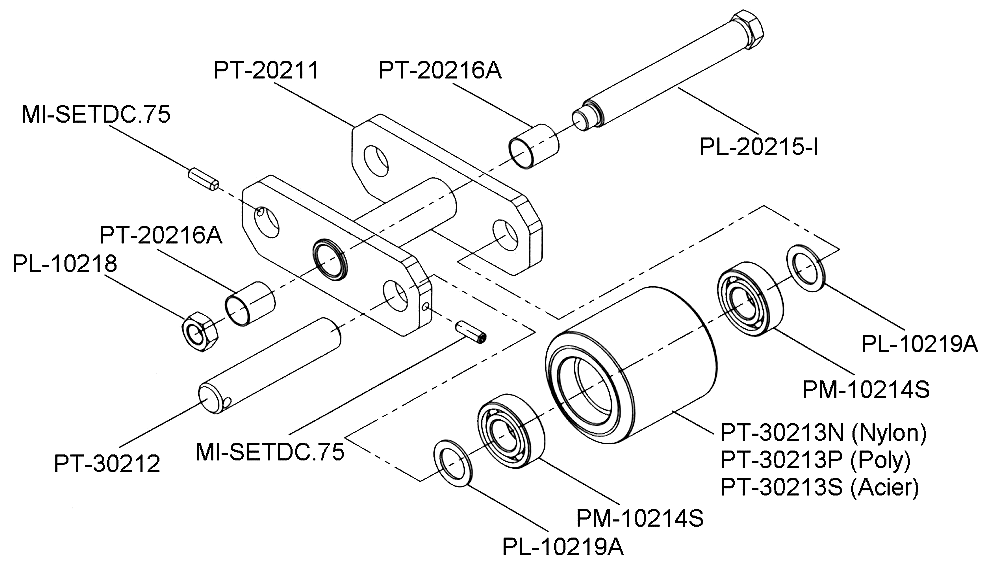 PT-20211
PT-20216A
MI-SETDC.75
PL-20215-I
PT-20216A
PL-10218
PL-10219A
PM-10214S
PT-30213N (Nylon)
PT-30213P (Poly)
PT-30213S (Acier)
MI-SETDC.75
PT-30212
PM-10214S
PL-10219A